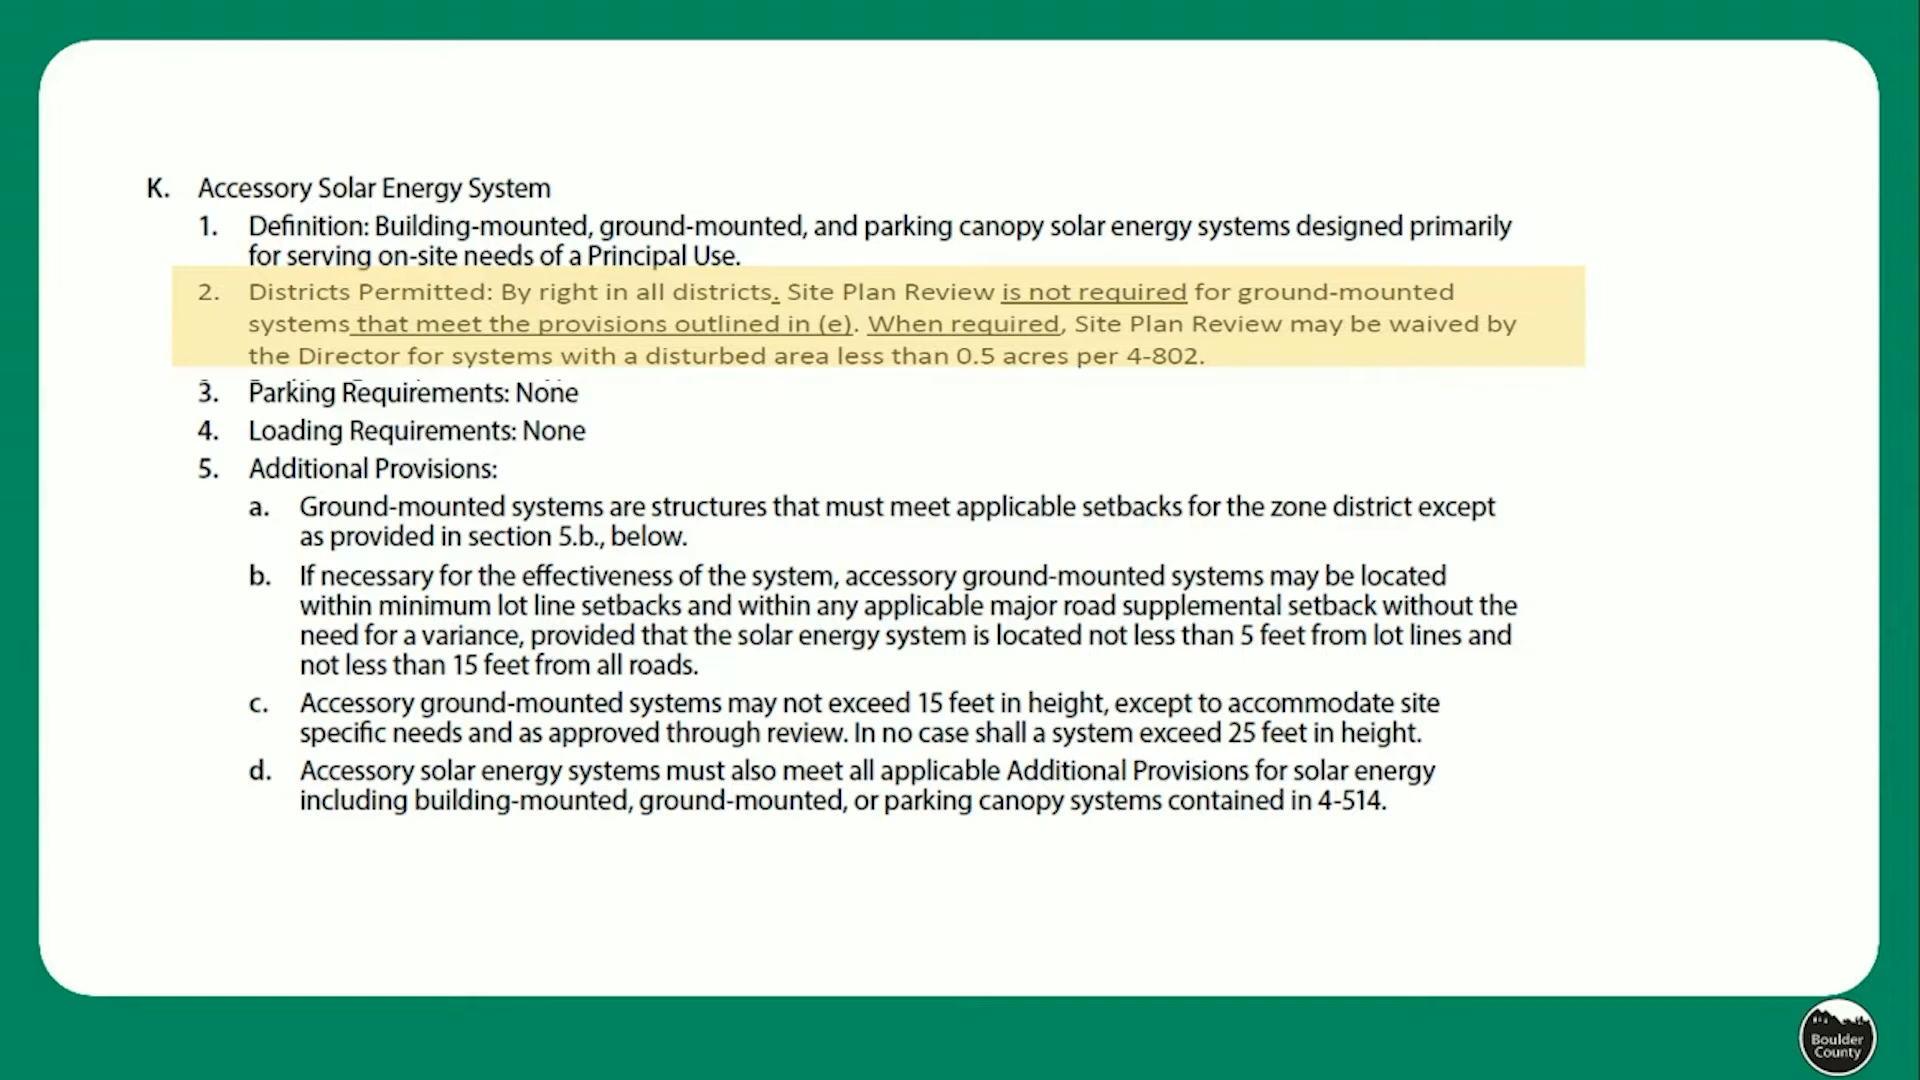 K. Accessory Solar Energy System
1. Definition: Building-mounted, ground-mounted, and parking canopy solar energy systems designed primarily
for serving on-site needs of a Principal Use.
2. Districts Permitted: By right in all districts. Site Plan Review is not required for ground-mounted
systems that meet the provisions outlined in (e). When required, Site Plan Review may be waived by
the Director for systems with a disturbed area less than 0.5 acres per 4-802.
3. Parking Requirements: None
4. Loading Requirements: None
5. Additional Provisions:
a. Ground-mounted systems are structures that must meet applicable setbacks for the zone district except
as provided in section 5.b., below.
b. If necessary for the effectiveness of the system, accessory ground-mounted systems may be located
within minimum lot line setbacks and within any applicable major road supplemental setback without the
need for a variance, provided that the solar energy system is located not less than 5 feet from lot lines and
not less than 15 feet from all roads.
c. Accessory ground-mounted systems may not exceed 15 feet in height, except to accommodate site
specific needs and as approved through review. In no case shall a system exceed 25 feet in height.
d. Accessory solar energy systems must also meet all applicable Additional Provisions for solar energy
including building-mounted, ground-mounted, or parking canopy systems contained in 4-514.
Boulder
County